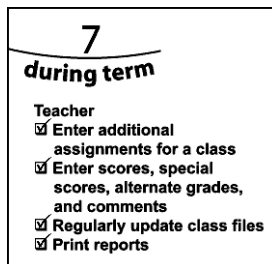 7
during term
Teacher
☑ Enter additional
assignments for a class
☑ Enter scores, special
scores, alternate grades,
and comments
☑ Regularly update class files
☑ Print reports